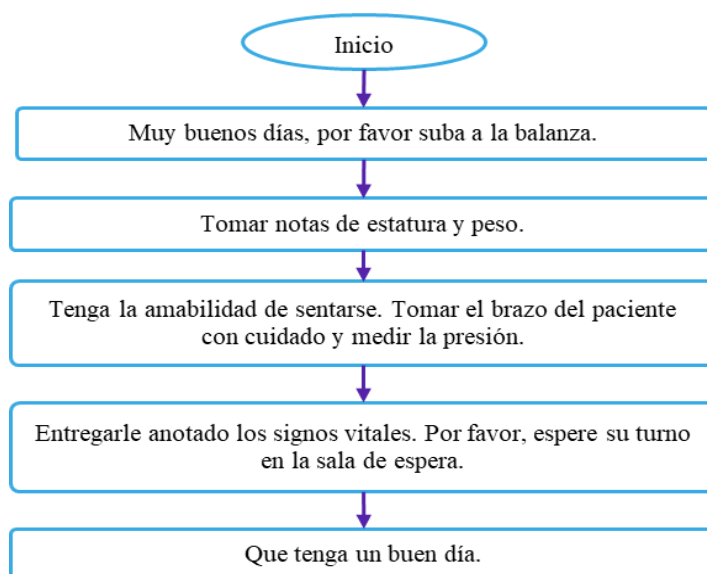 Inicio
Muy buenos días, por favor suba a la balanza.
Tomar notas de estatura y peso.
Tenga la amabilidad de sentarse. Tomar el brazo del paciente
con cuidado y medir la presión.
Entregarle anotado los signos vitales. Por favor, espere su turno
en la sala de espera.
Que tenga un buen día.